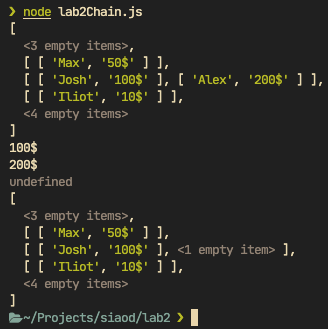 ❯ node lab2Chain.js
[
  <3 empty items>,
  [ [ 'Max', '50$' ] ],
  [ [ 'Josh', '100$' ], [ 'Alex', '200$' ] ],
  [ [ 'Iliot', '10$' ] ],
  <4 empty items>
]
100$
200$
undefined
[
  <3 empty items>,
  [ [ 'Max', '50$' ] ],
  [ [ 'Josh', '100$' ], <1 empty item> ],
  [ [ 'Iliot', '10$' ] ],
  <4 empty items>
]
~/Projects/siaod/lab2 ❯